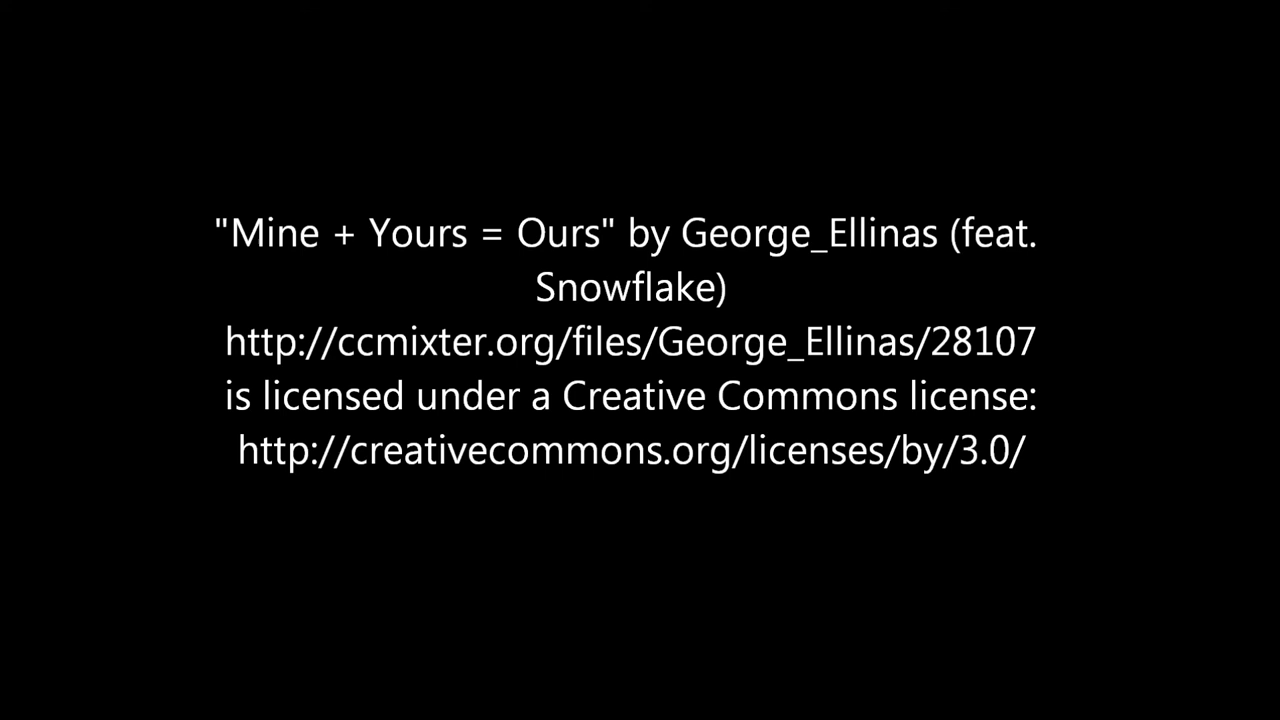 "Mine + Yours = Ours" by George_Ellinas (feat.
Snowflake)
http://ccmixter.org/files/George_Ellinas/28107
is licensed under a Creative Commons license:
http://creativecommons.org/licenses/by/3.0/